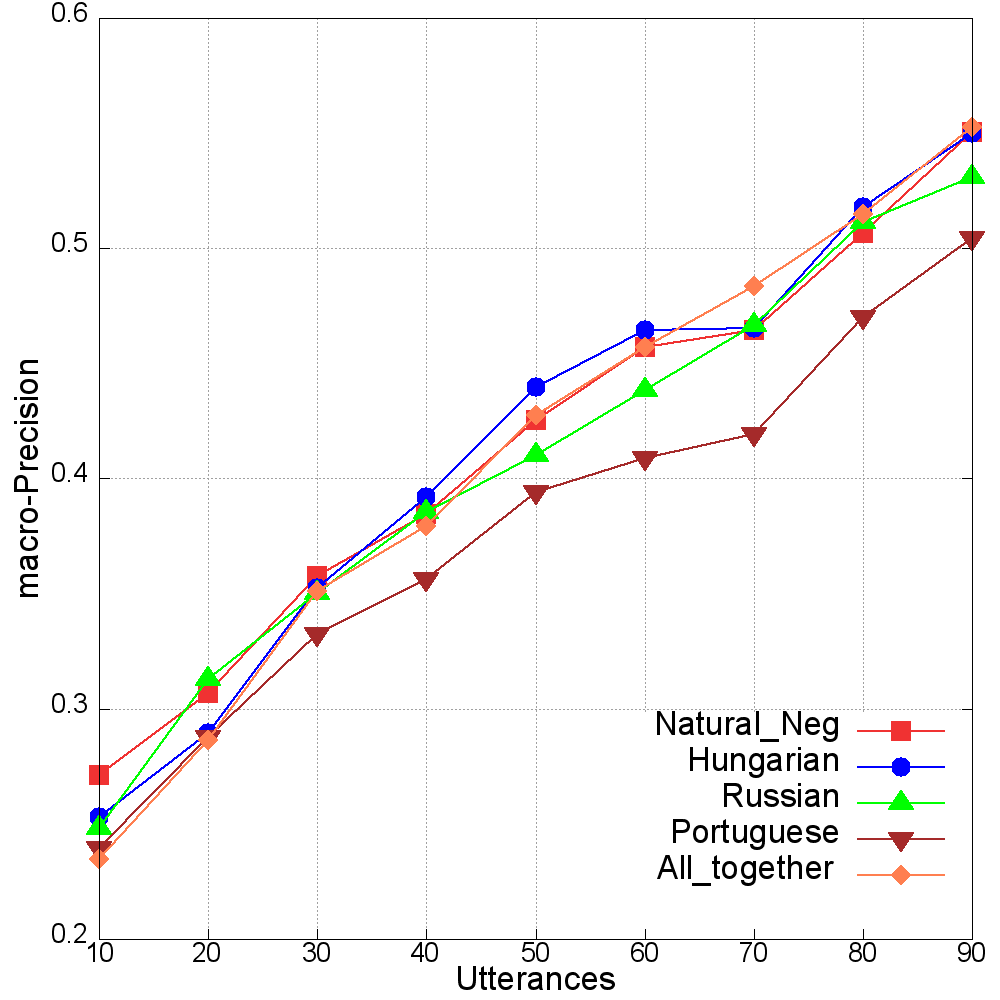 0.6
0.5
0.4
0.3
0.2
macro-Precision
Natural_Neg
Hungarian
Russian
Portuguese
All_together
10 20 30 40 50 60 70 80 90
Utterances